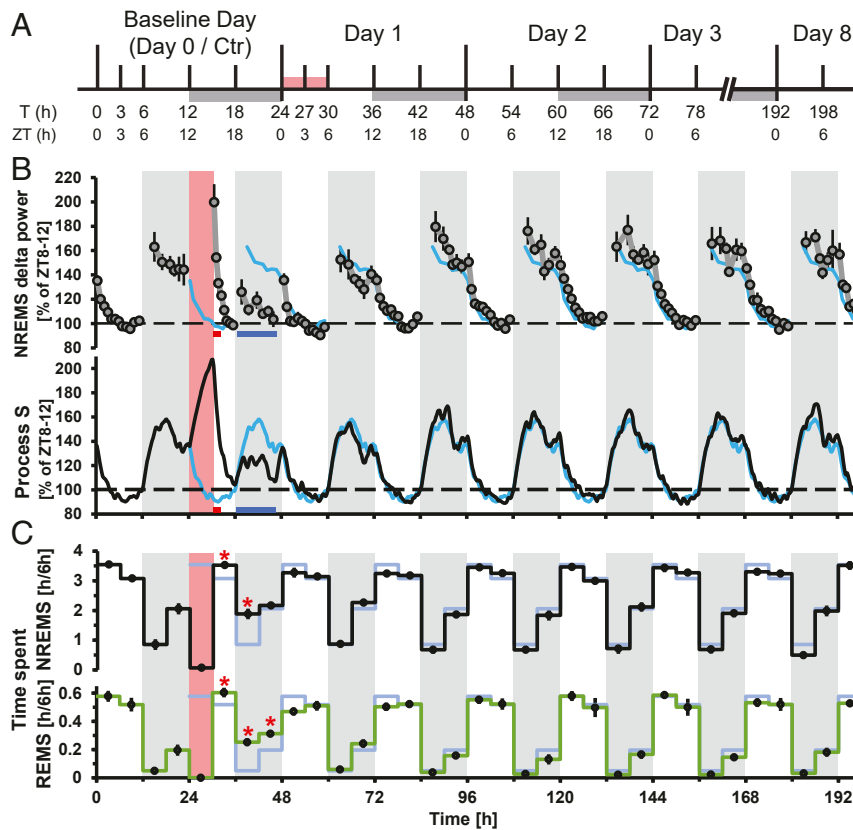 A
Baseline Day
(Day 0 / Ctr)
Day 1
Day 2
Day 3
Day 8
T (h)
0 3 6 12 18 24 27 30 36 42 48 54 60 66 72 78 192 198
ZT (h)
0 3 6 12 18 0 3 6 12 18 0 6 12 18 0 6 0 6
B
NREMS delta power
[% of ZT8-12]
220
200
180
160
140
120
100
80
Process S
[% of ZT8-12]
200
180
160
140
120
100
80
C
Time spent
NREMS [h/6h]
4
3
2
1
0
*
*
REMS [h/6h]
0.6
0.4
0.2
0
*
*
*
0 24 48 72 96 120 144 168 192
Time [h]